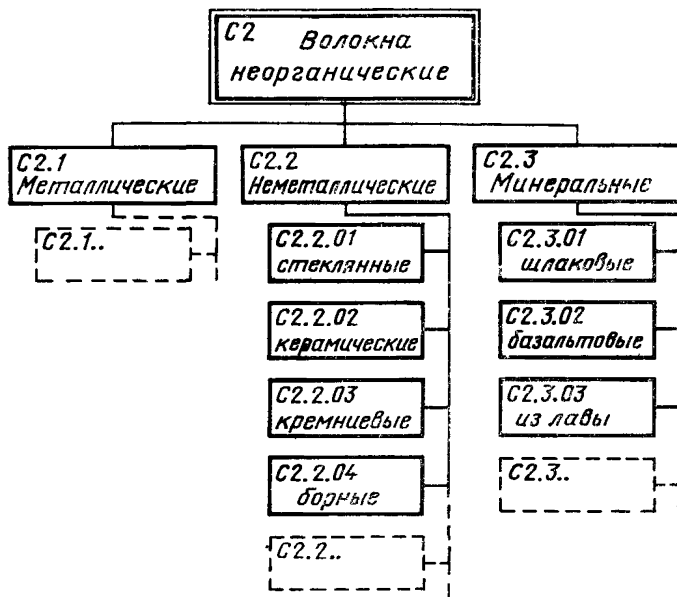 С2 Волокна
неорганические
С2.1
Металлические
С2.1..
С2.2
Неметаллические
С2.2.01
стеклянные
С2.2.02
керамические
С2.2.03
кремниевые
С2.2.04
борные
С2.2..
С2.3
Минеральные
С2.3.01
шлаковые
С2.3.02
базальтовые
С2.3.03
из лавы
С2.3..